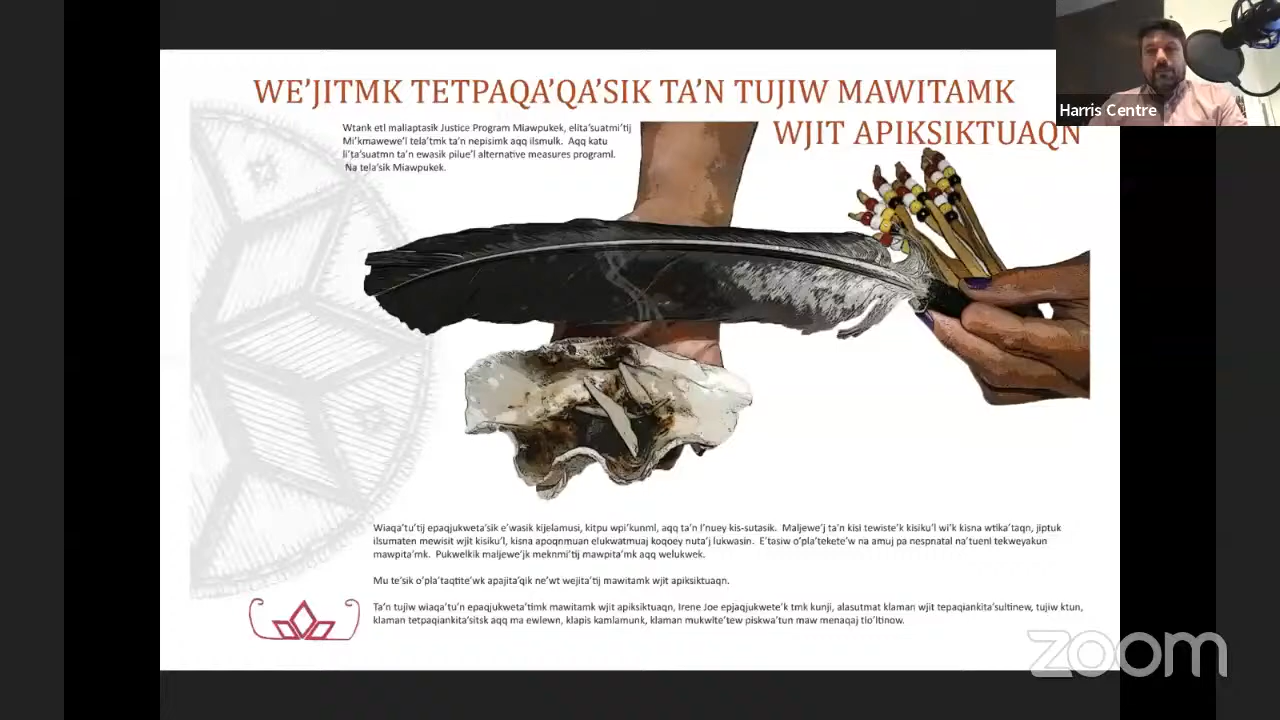 WE'JITMK TETPAQA'QA'SIK TA'N TUJIW MAWITAMK
WJIT APIKSIKTUAQN
Harris Centre
Wtank etl maliaptasik Justice Program Miawpukek, elita'suatmi'tij
Mi'kmawewe'l tela'tmk ta'n nepisimk aqq ilsmulk. Aqq katu
li'ta'suatmn ta'n ewasik pilue'l alternative measures programl.
Na tela'sik Miawpukek.
Wiaqa'tu'tij epaqjukweta'sik e'wasik kijelamusi, kitpu wpi'kunml, aqq ta'n l'nuey kis-sutasik. Maljewe'j ta'n kisi tewiste'k kisiku'l wi'k kisna wtika'taqn, jiptuk
ilsumaten mewisit wjit kisiku'l, kisna apoqnmuan elukwatmuaj koqoey nuta'j lukwasin. E'tasiw o'pla'tekete'w na amuj pa nespnatal na'tuenl tekweyakun
mawpita'mk. Pukwelkik maljewe'jk meknmi'tij mawpita'mk aqq welukwek.
Mu te'sik o'pla'taqtite'wk apajita'qik ne'wt wejita'tij mawitamk wjit apiksiktuaqn.
Ta'n tujiw wiaqa'tu'n epaqjukweta'timk mawitamk wjit apiksiktuaqn, Irene Joe epjaqjukwete'k tmk kunji, alasutmat klaman wjit tepaqiankita'sultinew, tujiw ktun,
klaman tetpaqiankita'sitsk aqq ma ewlewn, klapis kamlamunk, klaman mukwite'tew piskwa'tun maw menaqaj tlo'ltinow.
zoom